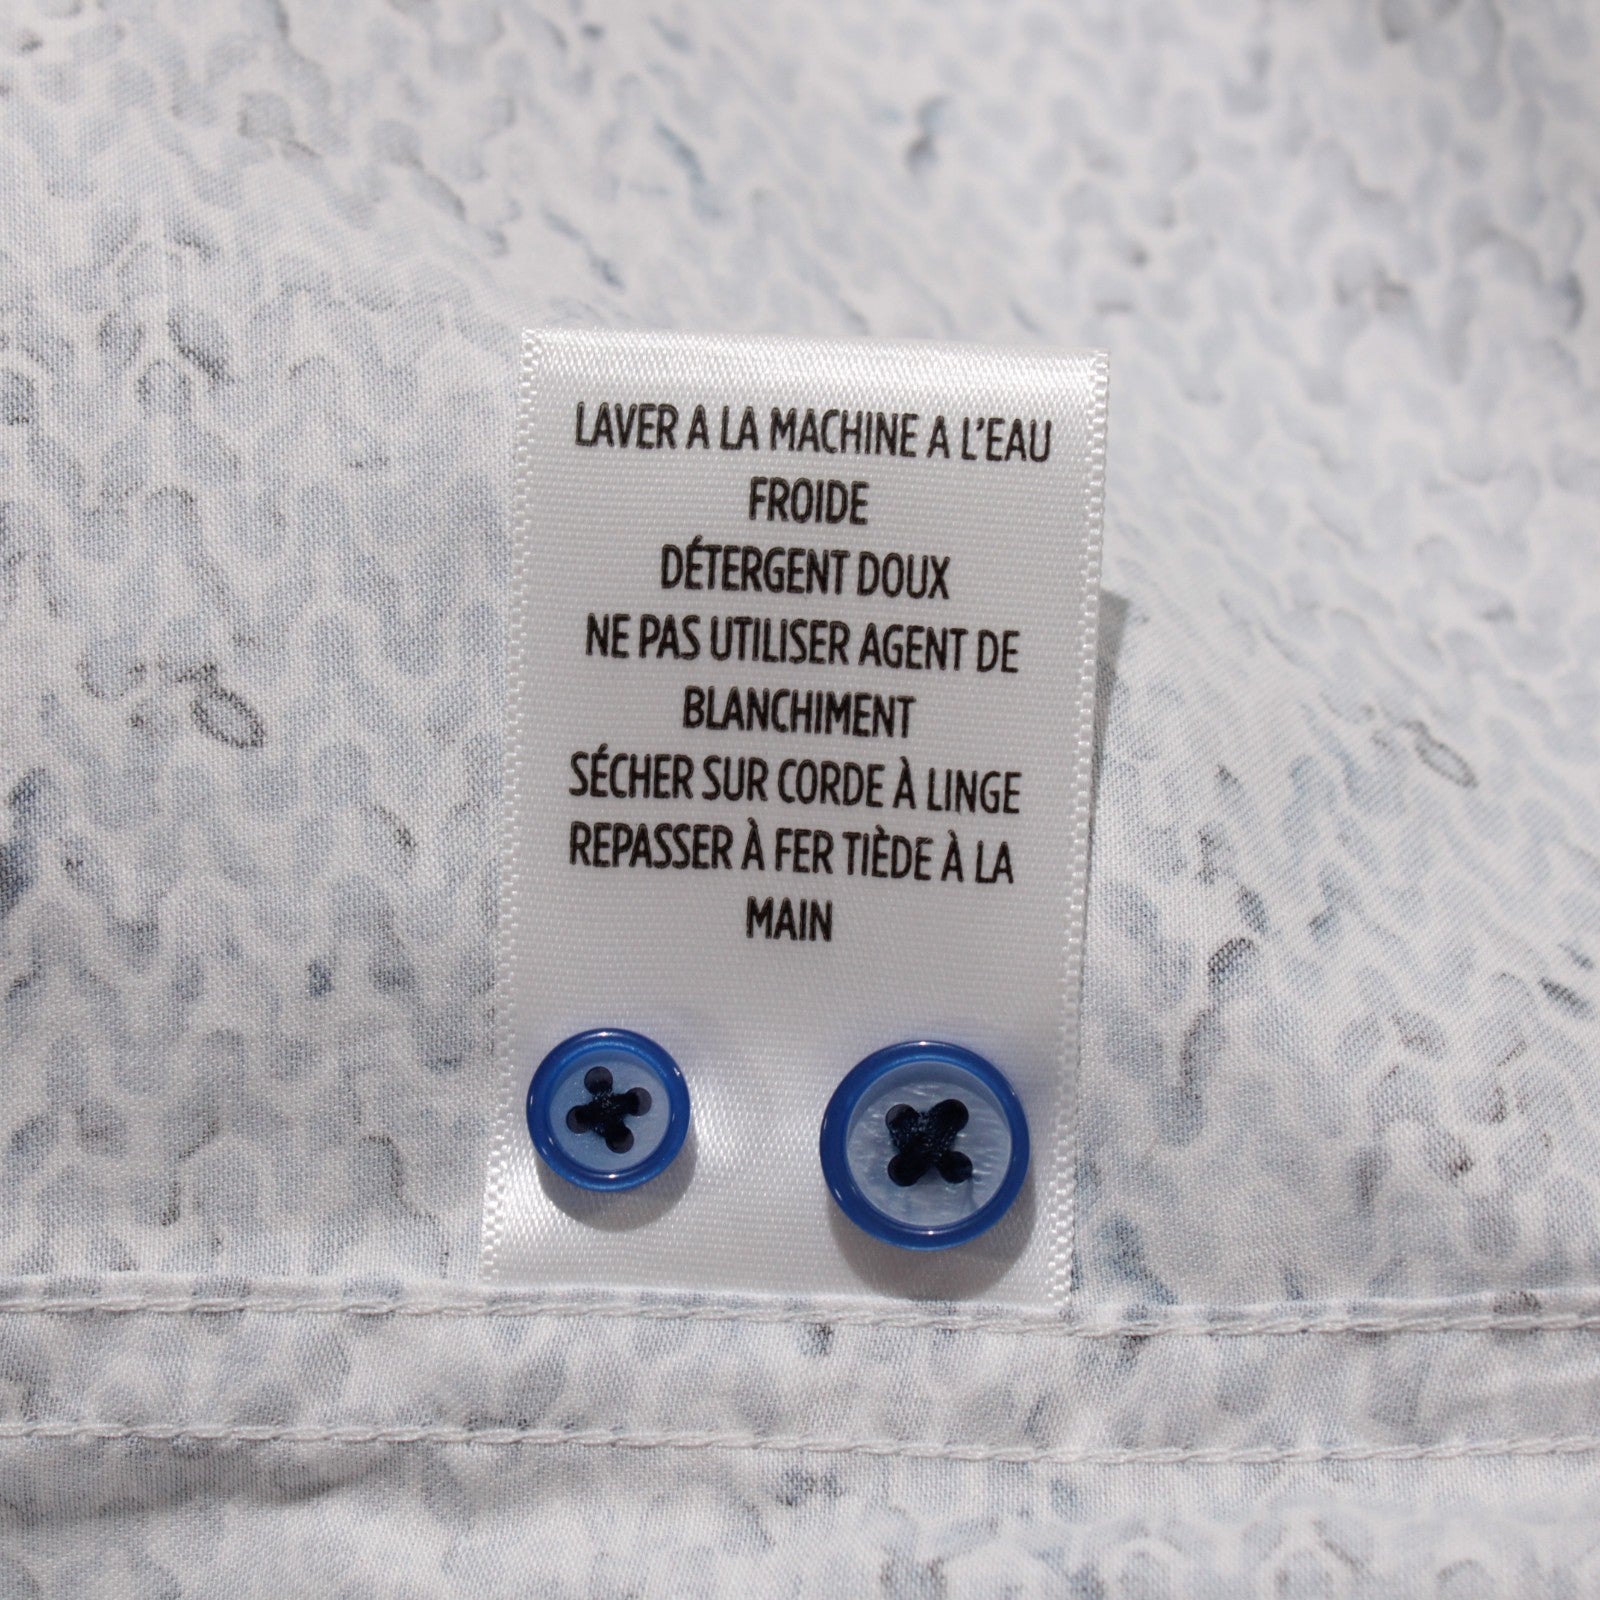 LAVER A LA MACHINE A L'EAU
FROIDE
DÉTERGENT DOUX
NE PAS UTILISER AGENT DE
BLANCHIMENT
SÉCHER SUR CORDE À LINGE
REPASSER À FER TIÈDE À LA
MAIN